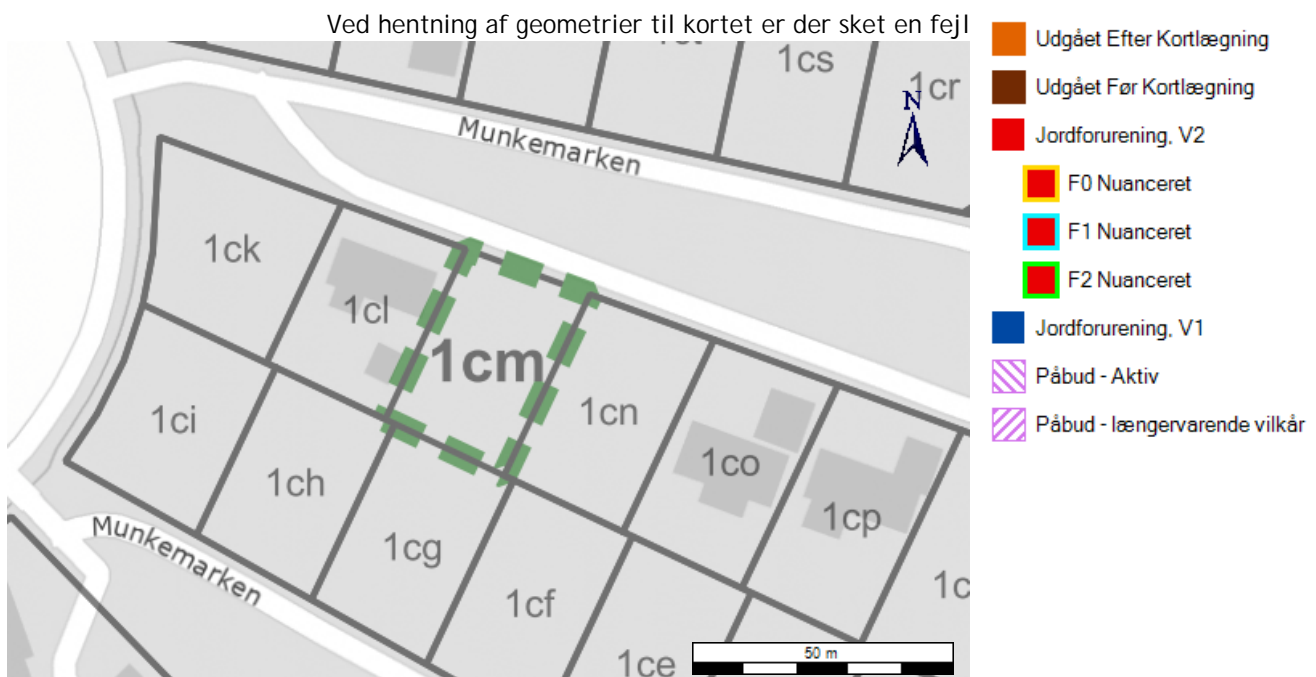 Ved hentning af geometrier til kortet er der sket en fejl
1cs
1cr
N
Munkemarken
1ck
1cl
1cm
1cn
1co
1cp
1ci
1ch
1cg
1cf
1ce
Munkemarken
50 m
Udgået Efter Kortlægning
Udgået Før Kortlægning
Jordforurening, V2
F0 Nuanceret
F1 Nuanceret
F2 Nuanceret
Jordforurening, V1
Påbud - Aktiv
Påbud - længervarende vilkår